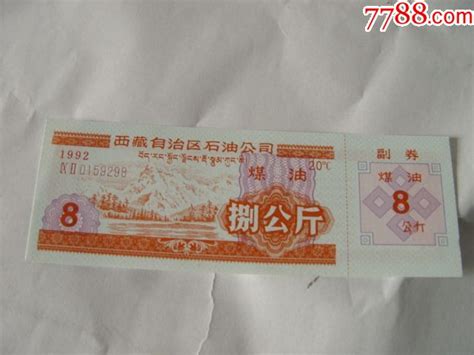 7788.com
西藏自治区石油公司
1992
0159299
煤油
20℃
8
捌公斤
副券
煤油
8
公斤